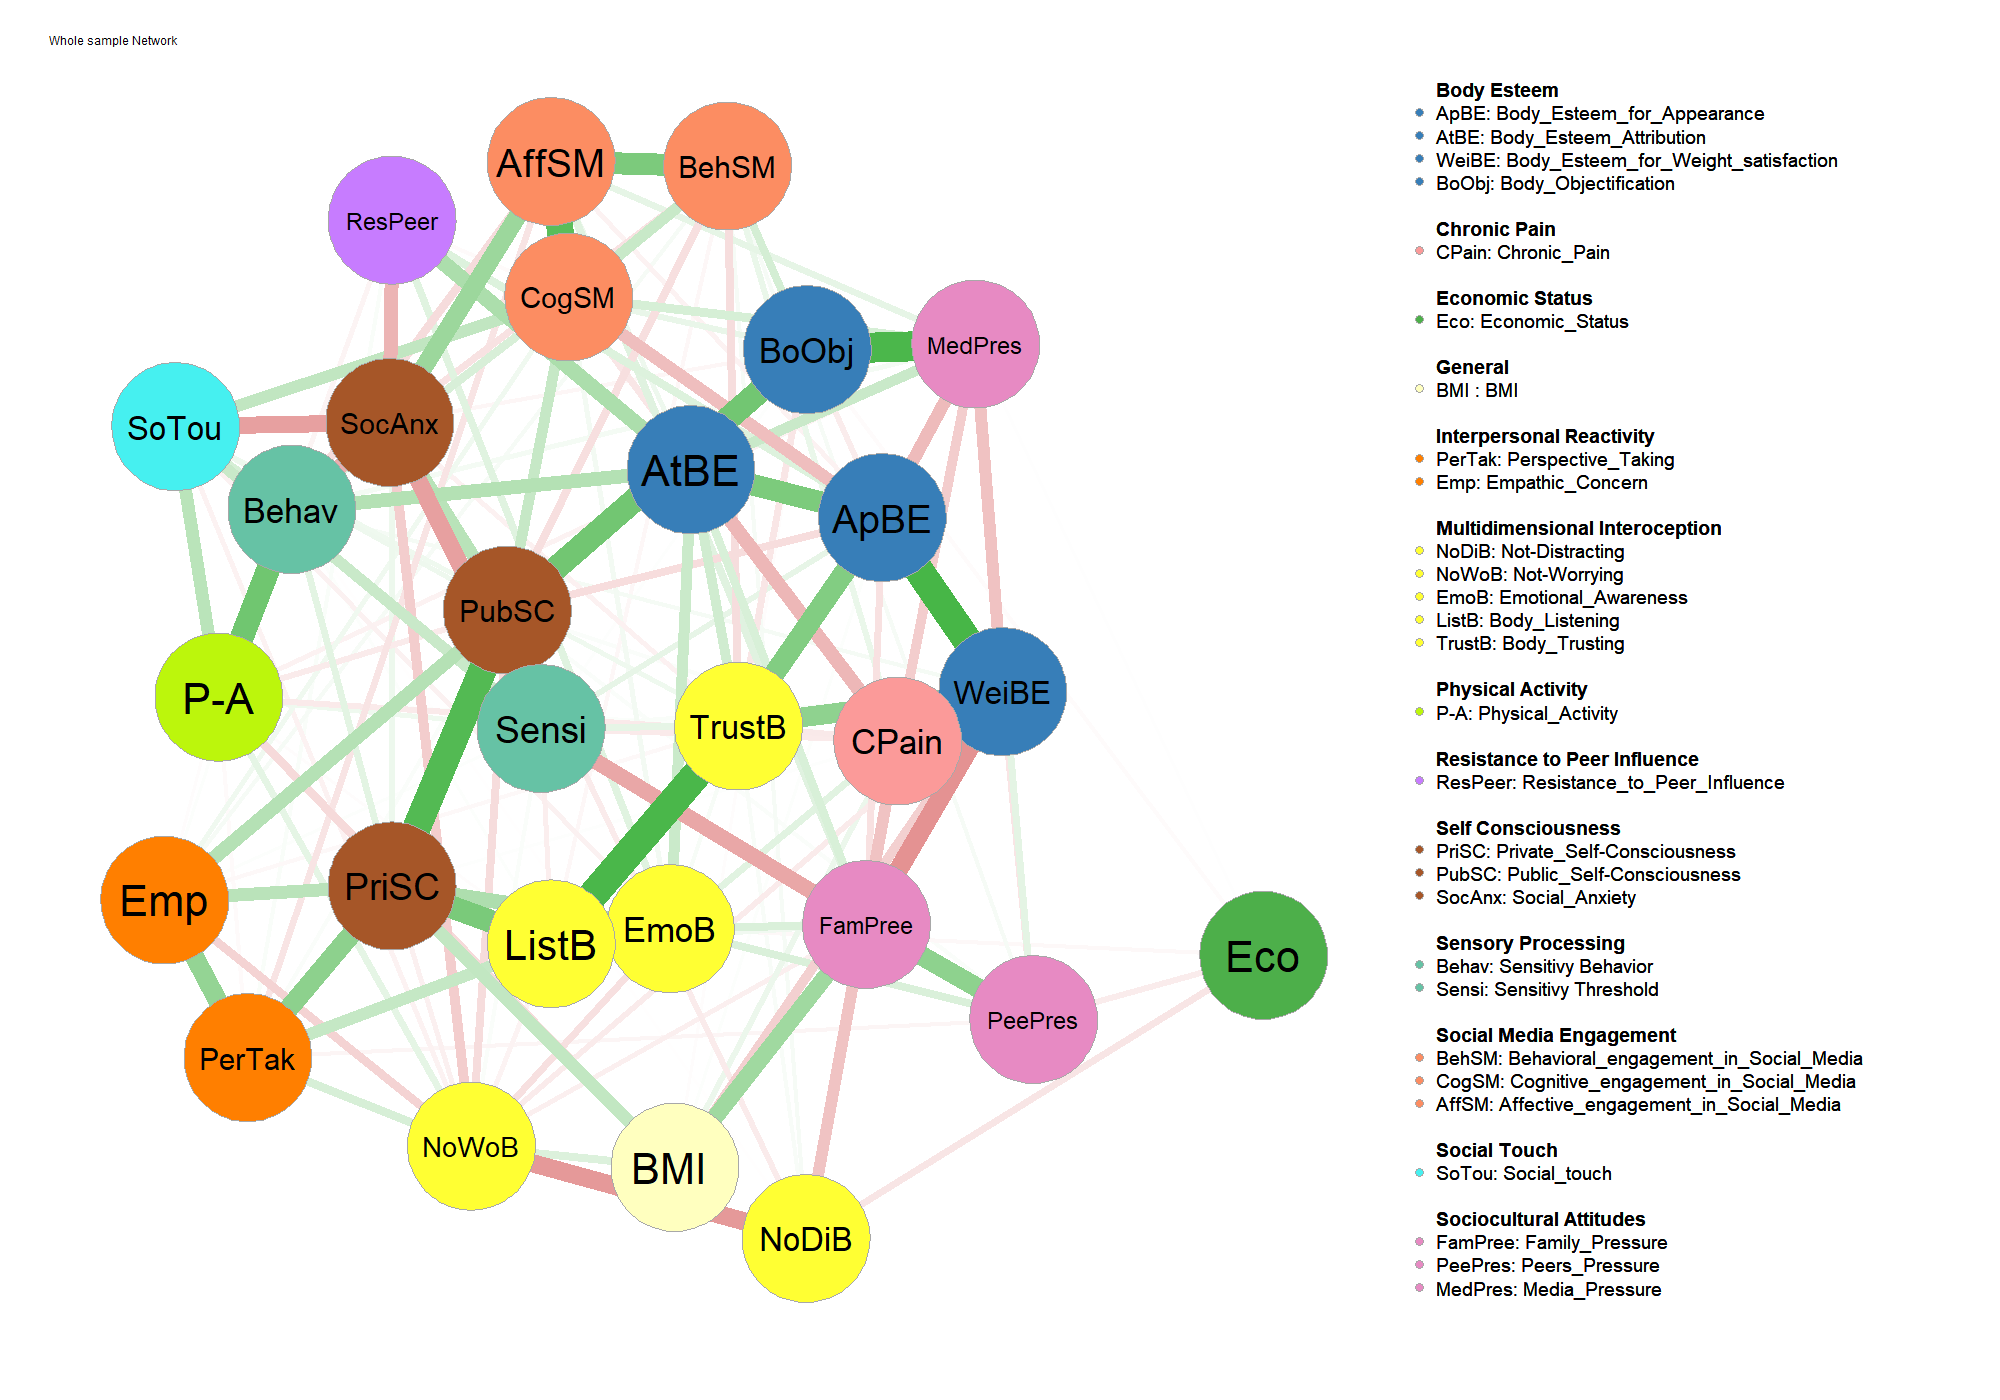 Whole sample Network
AffSM
BehSM
ResPeer
CogSM
BoObj
MedPres
SoTou
SocAnx
AtBE
Behav
ApBE
PubSC
P-A
Sensi
TrustB
CPain
WeiBE
Emp
PriSC
ListB
EmoB
FamPree
Eco
PeePres
PerTak
NoWoB
BMI
NoDiB
Body Esteem
ApBE: Body_Esteem_for_Appearance
AtBE: Body_Esteem_Attribution
WeiBE: Body_Esteem_for_Weight_satisfaction
BoObj: Body_Objectification
Chronic Pain
CPain: Chronic_Pain
Economic Status
Eco: Economic_Status
General
BMI : BMI
Interpersonal Reactivity
PerTak: Perspective_Taking
Emp: Empathic_Concern
Multidimensional Interoception
NoDiB: Not-Distracting
NoWoB: Not-Worrying
EmoB: Emotional_Awareness
ListB: Body_Listening
TrustB: Body_Trusting
Physical Activity
P-A: Physical_Activity
Resistance to Peer Influence
ResPeer: Resistance_to_Peer_Influence
Self Consciousness
PriSC: Private_Self-Consciousness
PubSC: Public_Self-Consciousness
SocAnx: Social_Anxiety
Sensory Processing
Behav: Sensitivy Behavior
Sensi: Sensitivy Threshold
Social Media Engagement
BehSM: Behavioral_engagement_in_Social_Media
CogSM: Cognitive_engagement_in_Social_Media
AffSM: Affective_engagement_in_Social_Media
Social Touch
SoTou: Social_touch
Sociocultural Attitudes
FamPree: Family_Pressure
PeePres: Peers_Pressure
MedPres: Media_Pressure